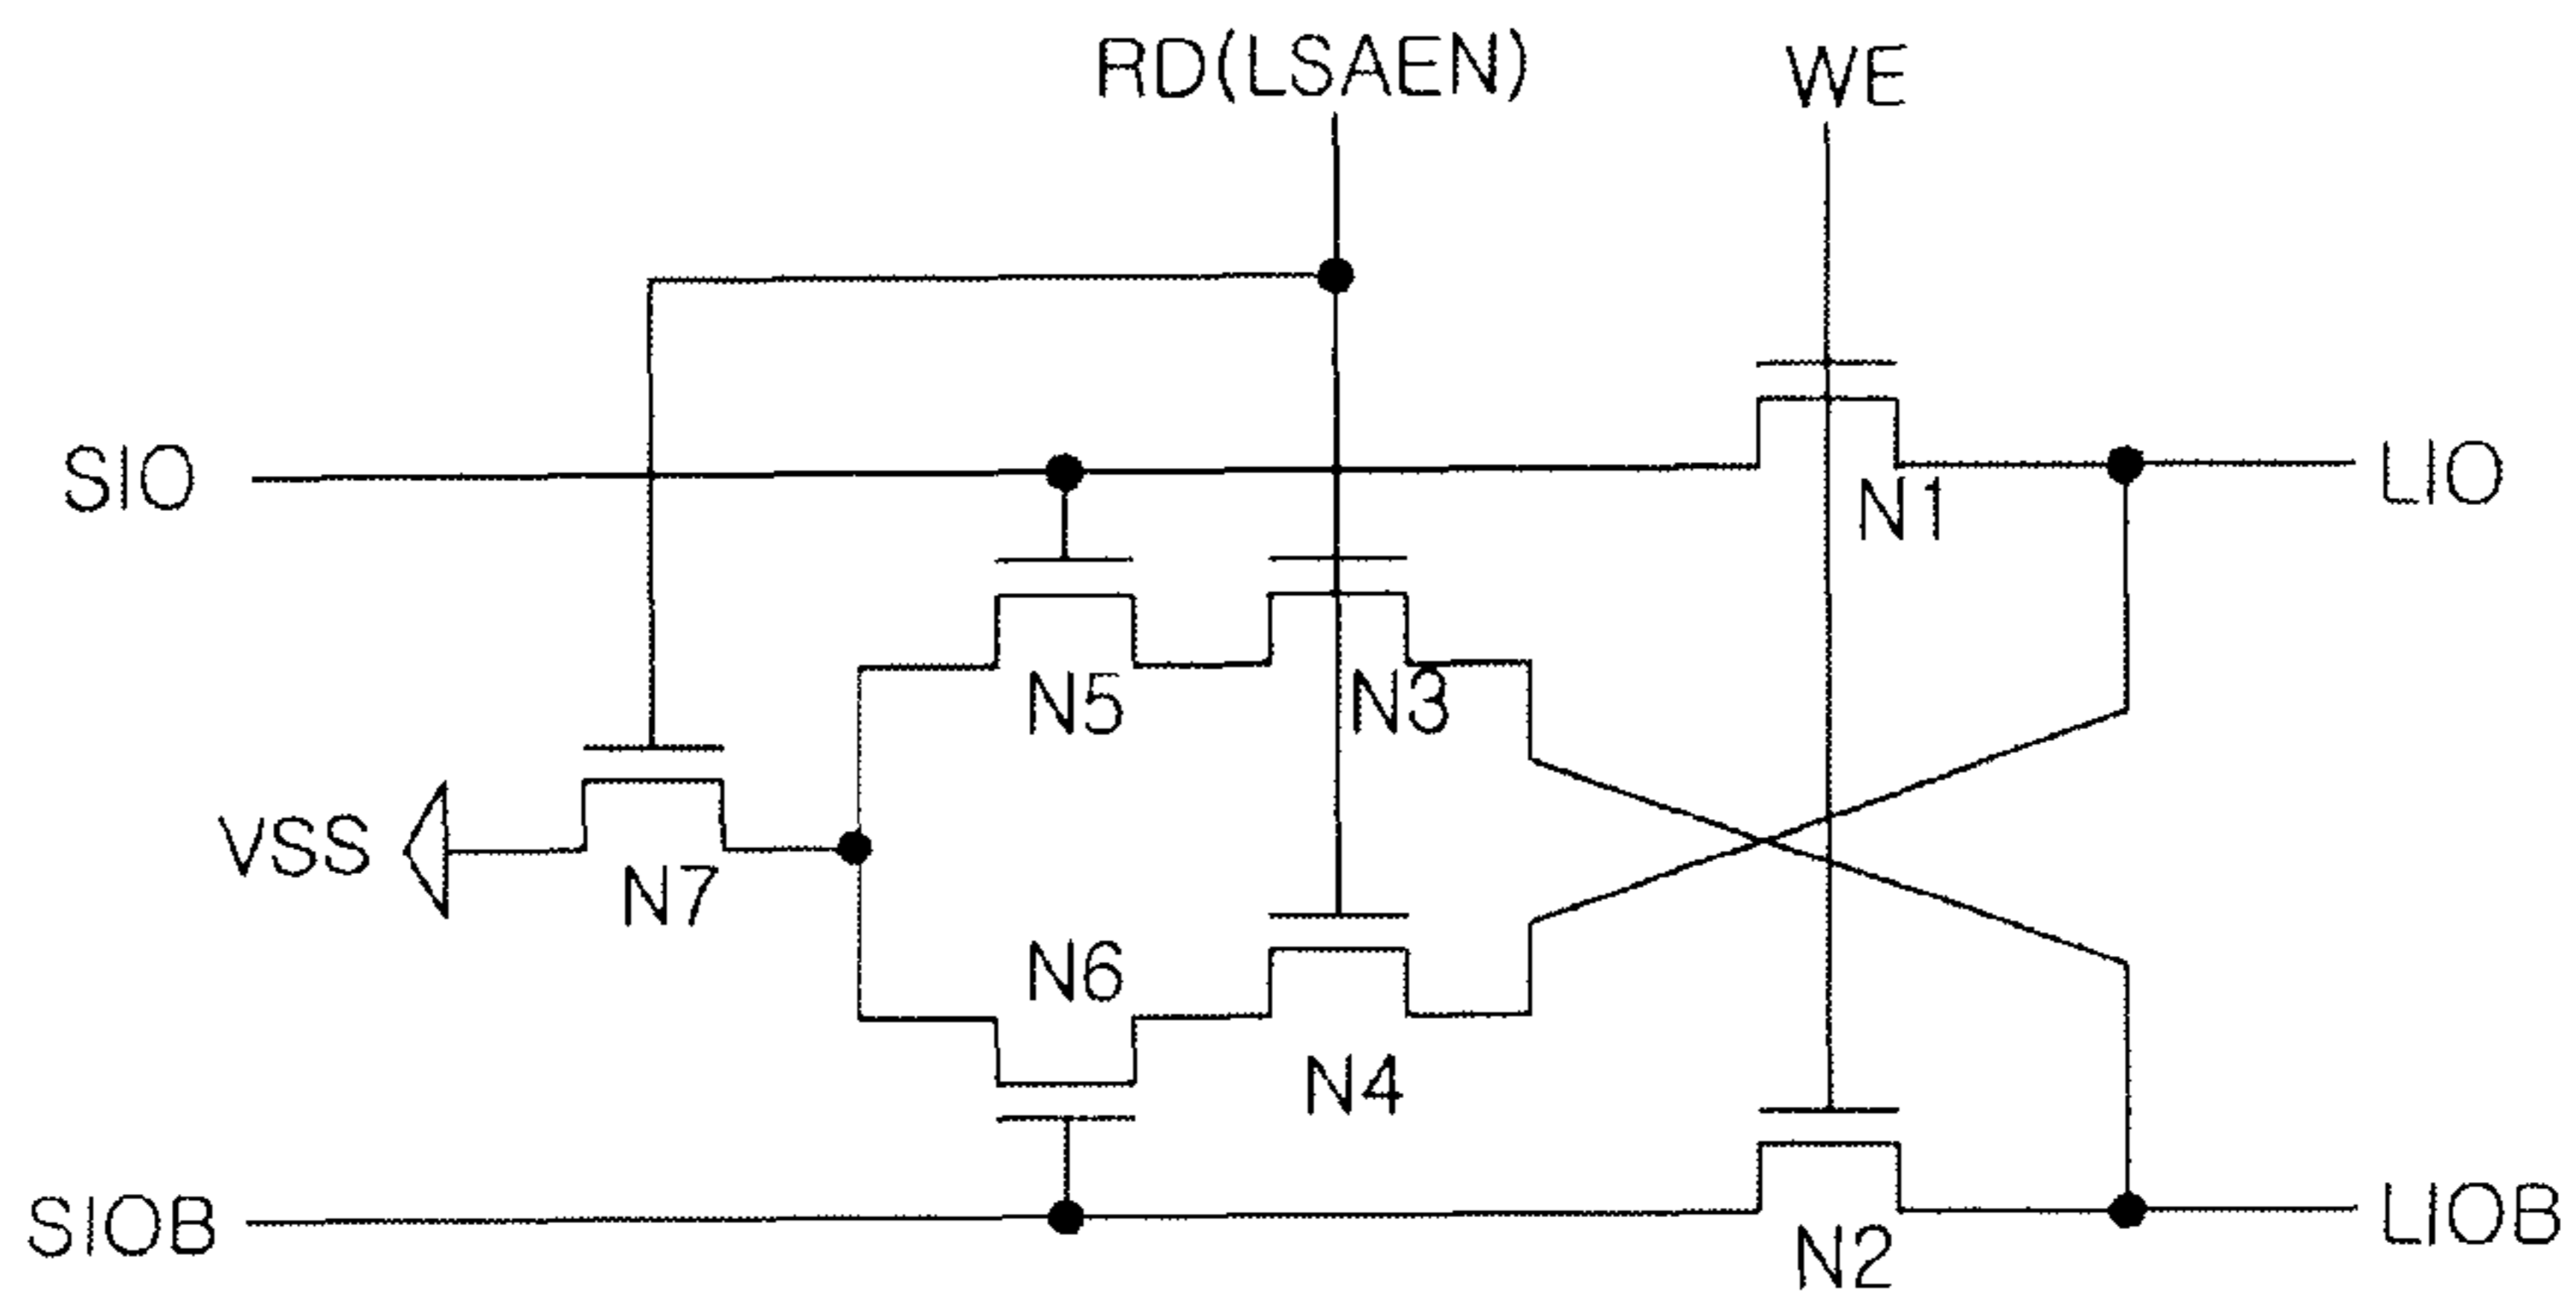 RD(LSAEN)
WE
SIO
LIO
N1
N5
N3
VSS
N7
N6
N4
SIOB
LIOB
N2